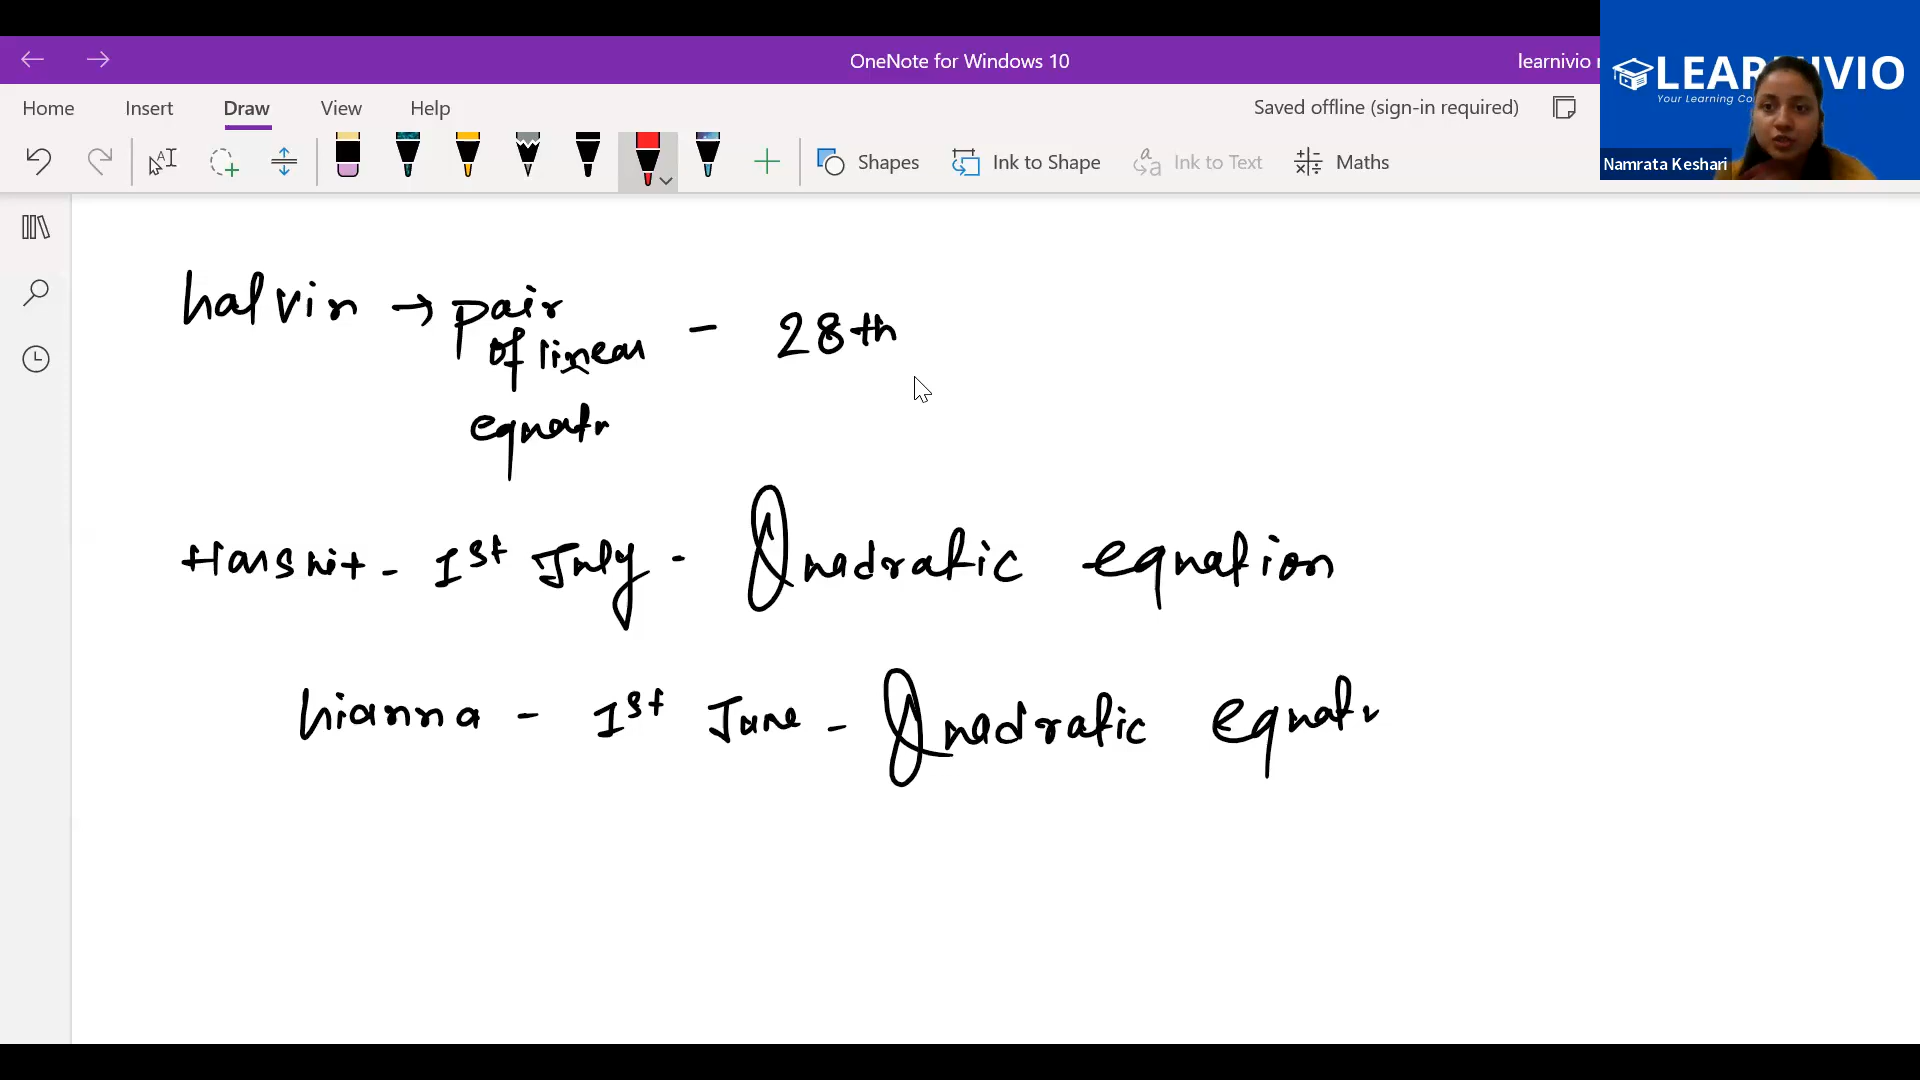 OneNote for Windows 10
learnivio
LEARNIVIO
Your Learning Co
Namrata Keshari
Home Insert Draw View Help
Saved offline (sign-in required)
Shapes Ink to Shape Ink to Text Maths
halvin → pair
of linear - 28th
equatn
Harshit - 1st July - Quadratic equation
hianna - 1st June - Quadratic equatn